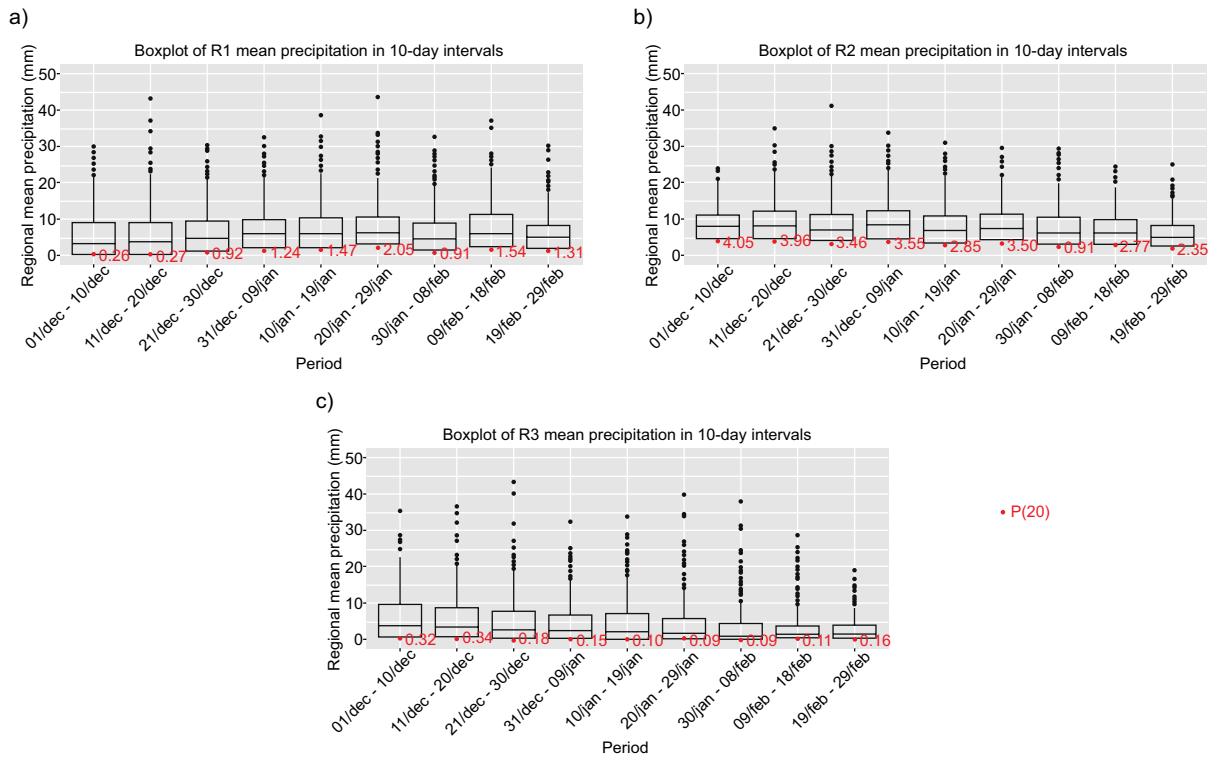 a)
Boxplot of R1 mean precipitation in 10-day intervals
Regional mean precipitation (mm)
50
40
30
20
10
0
0.26
0.27
0.92
1.24
1.47
2.05
0.91
1.54
1.31
01/dec - 10/dec
11/dec - 20/dec
21/dec - 30/dec
31/dec - 09/jan
10/jan - 19/jan
20/jan - 29/jan
30/jan - 08/feb
09/feb - 18/feb
19/feb - 29/feb
Period
b)
Boxplot of R2 mean precipitation in 10-day intervals
Regional mean precipitation (mm)
50
40
30
20
10
0
4.05
3.96
3.46
3.55
2.85
3.50
0.91
2.77
2.35
01/dec - 10/dec
11/dec - 20/dec
21/dec - 30/dec
31/dec - 09/jan
10/jan - 19/jan
20/jan - 29/jan
30/jan - 08/feb
09/feb - 18/feb
19/feb - 29/feb
Period
c)
Boxplot of R3 mean precipitation in 10-day intervals
Regional mean precipitation (mm)
50
40
30
20
10
0
0.32
0.34
0.18
0.15
0.10
0.09
0.09
0.11
0.16
01/dec - 10/dec
11/dec - 20/dec
21/dec - 30/dec
31/dec - 09/jan
10/jan - 19/jan
20/jan - 29/jan
30/jan - 08/feb
09/feb - 18/feb
19/feb - 29/feb
Period
P(20)